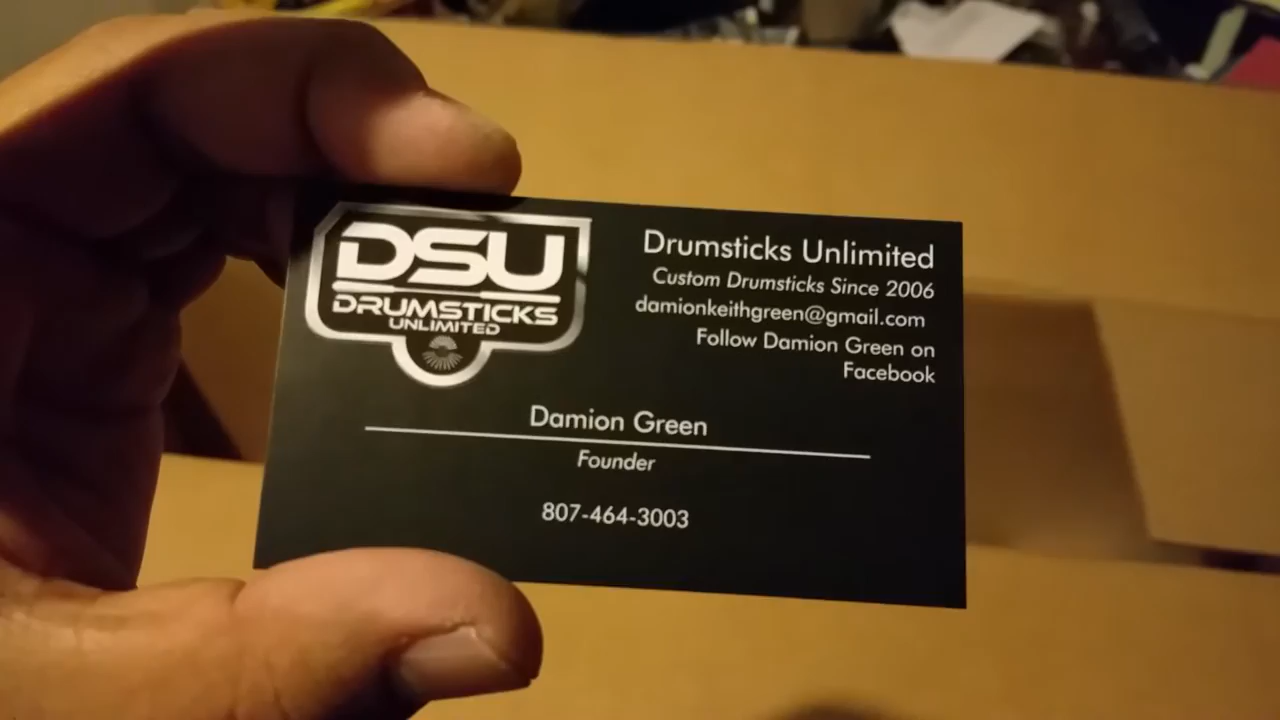 DSU
DRUMSTICKS
UNLIMITED
Drumsticks Unlimited
Custom Drumsticks Since 2006
damionkeithgreen@gmail.com
Follow Damion Green on
Facebook
Damion Green
Founder
807-464-3003